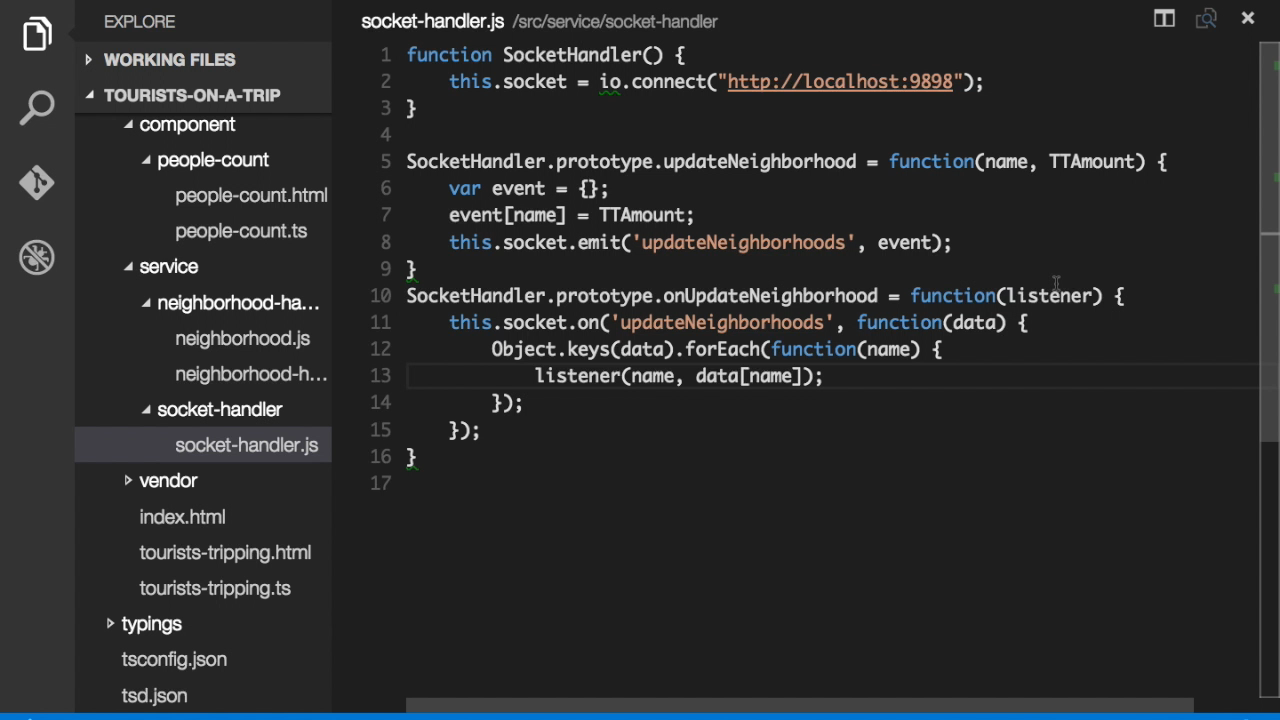 EXPLORE
WORKING FILES
TOURISTS-ON-A-TRIP
component
people-count
people-count.html
people-count.ts
service
neighborhood-ha...
neighborhood.js
neighborhood-h...
socket-handler
socket-handler.js
vendor
index.html
tourists-tripping.html
tourists-tripping.ts
typings
tsconfig.json
tsd.json
socket-handler.js /src/service/socket-handler
1 function SocketHandler() {
2 this.socket = io.connect("http://localhost:9898");
3 }
4
5 SocketHandler.prototype.updateNeighborhood = function(name, TTAmount) {
6 var event = {};
7 event[name] = TTAmount;
8 this.socket.emit('updateNeighborhoods', event);
9 }
10 SocketHandler.prototype.onUpdateNeighborhood = function(listener) {
11 this.socket.on('updateNeighborhoods', function(data) {
12 Object.keys(data).forEach(function(name) {
13 listener(name, data[name]);
14 });
15 });
16 }
17